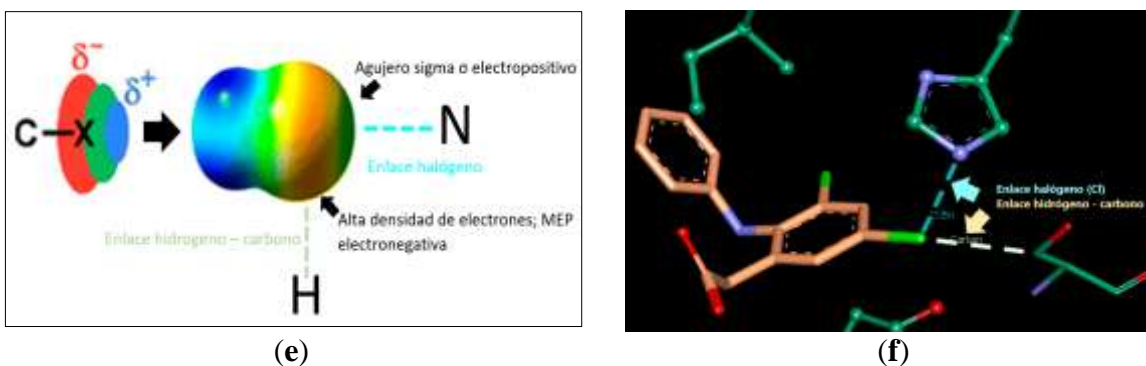 δ⁻
δ⁺
C
X
Agujero sigma o electropositivo
N
Enlace halógeno
Alta densidad de electrones; MEP
electronegativa
Enlace hidrogeno – carbono
H
(e)
Enlace halógeno (Cl)
Enlace hidrógeno - carbono
(f)